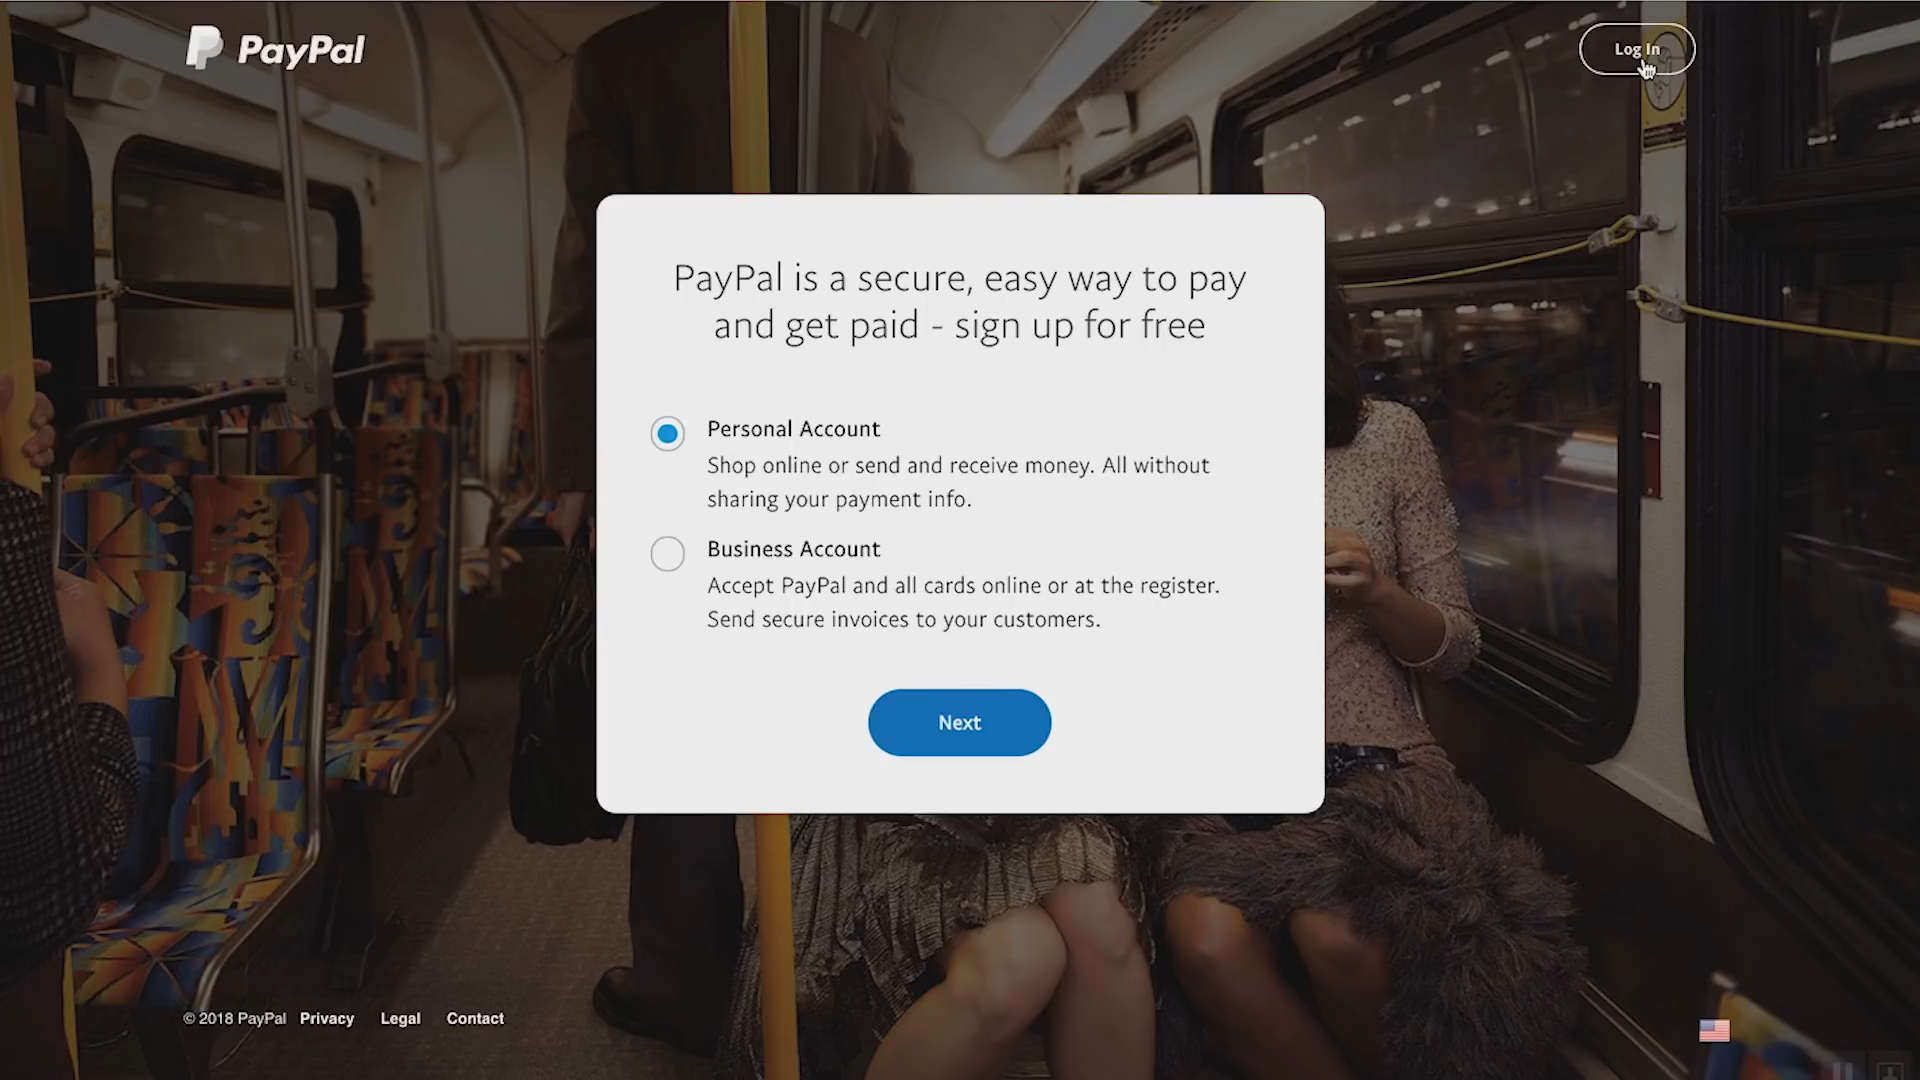 PayPal
Log In
PayPal is a secure, easy way to pay
and get paid - sign up for free
Personal Account
Shop online or send and receive money. All without
sharing your payment info.
Business Account
Accept PayPal and all cards online or at the register.
Send secure invoices to your customers.
Next
© 2018 PayPal Privacy Legal Contact